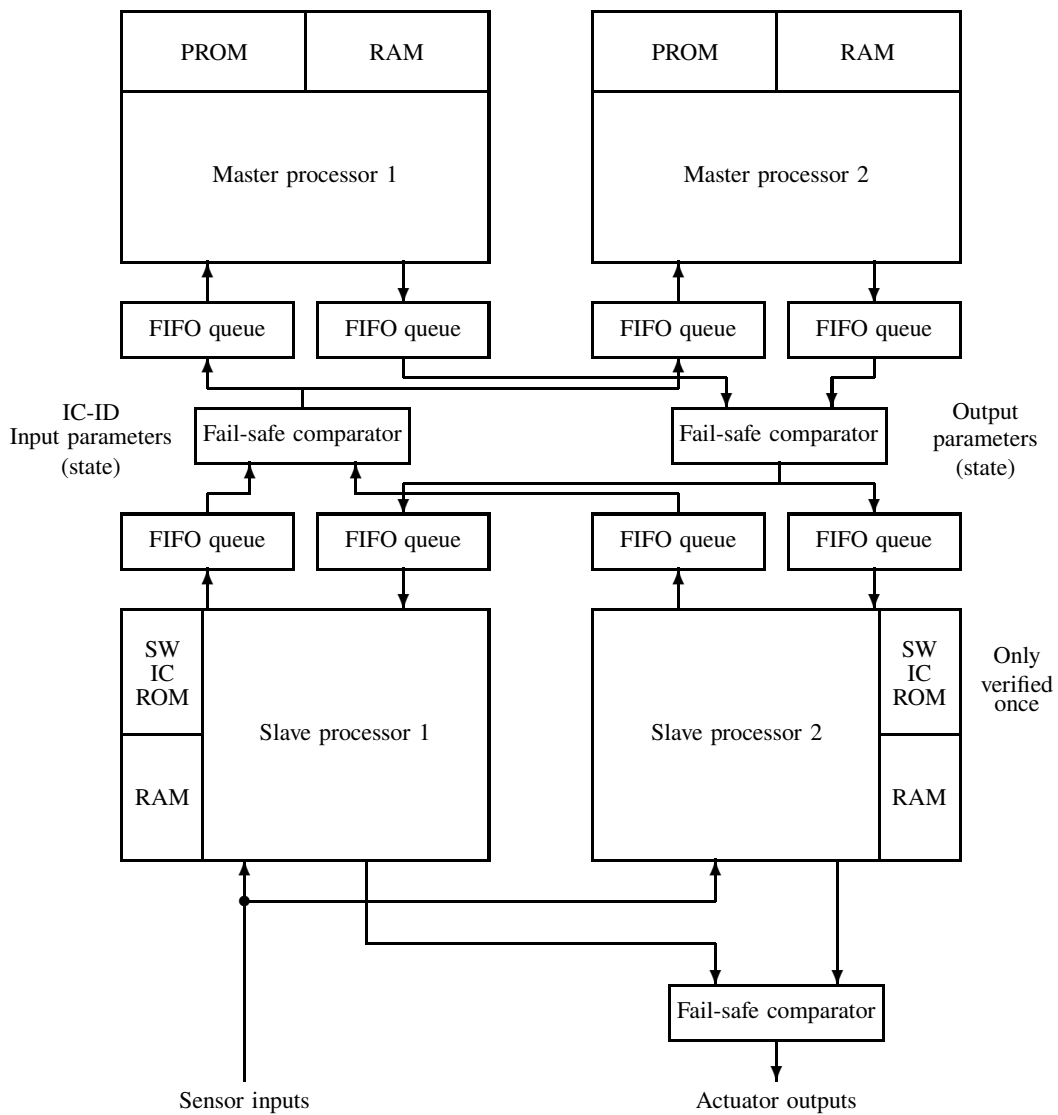 PROM
RAM
PROM
RAM
Master processor 1
Master processor 2
FIFO queue
FIFO queue
FIFO queue
FIFO queue
IC-ID
Input parameters
(state)
Fail-safe comparator
Fail-safe comparator
Output
parameters
(state)
FIFO queue
FIFO queue
FIFO queue
FIFO queue
SW
IC
ROM
RAM
Slave processor 1
Slave processor 2
SW
IC
ROM
RAM
Only
verified
once
Fail-safe comparator
Sensor inputs
Actuator outputs